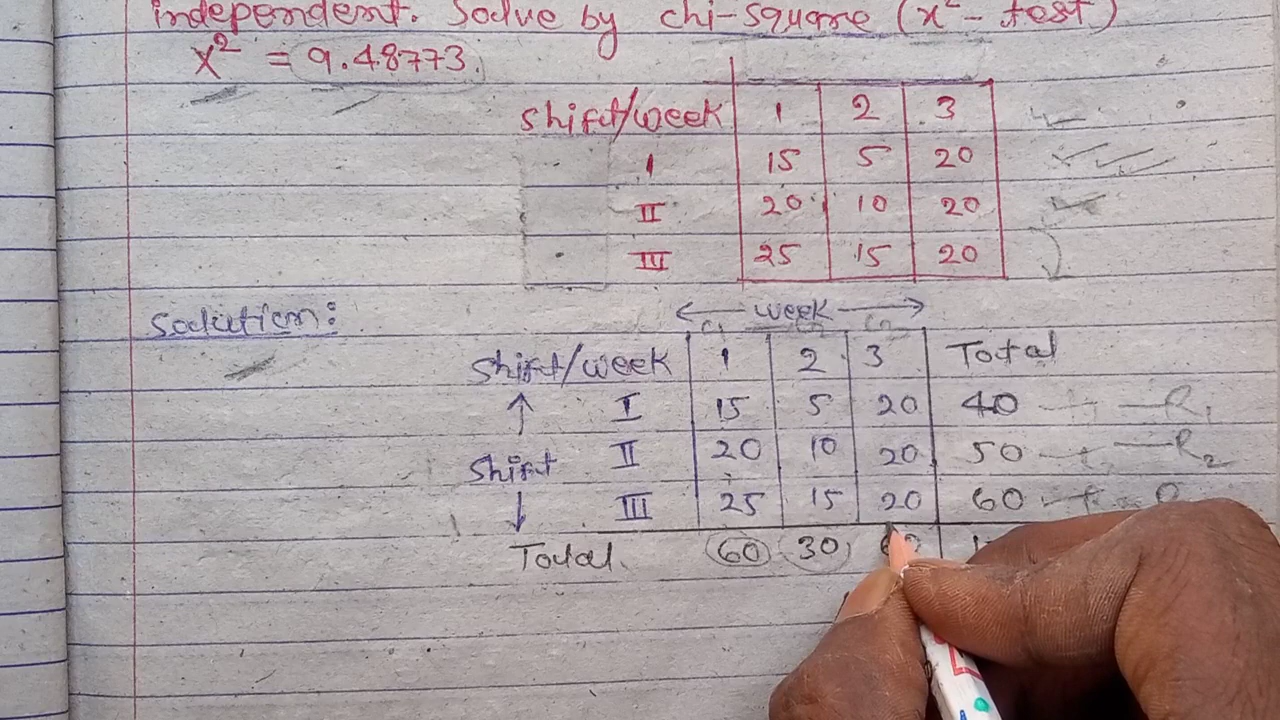 independent. Solve by chi-square (x²- test)
x² = 9.48773.
Shift/week 1 2 3
I 15 5 20
II 20 10 20
III 25 15 20
Solution:
← week →
Shift/week 1 2 3 Total
I 15 5 20 40 R₁
Shift II 20 10 20 50 R₂
III 25 15 20 60
Total 60 30